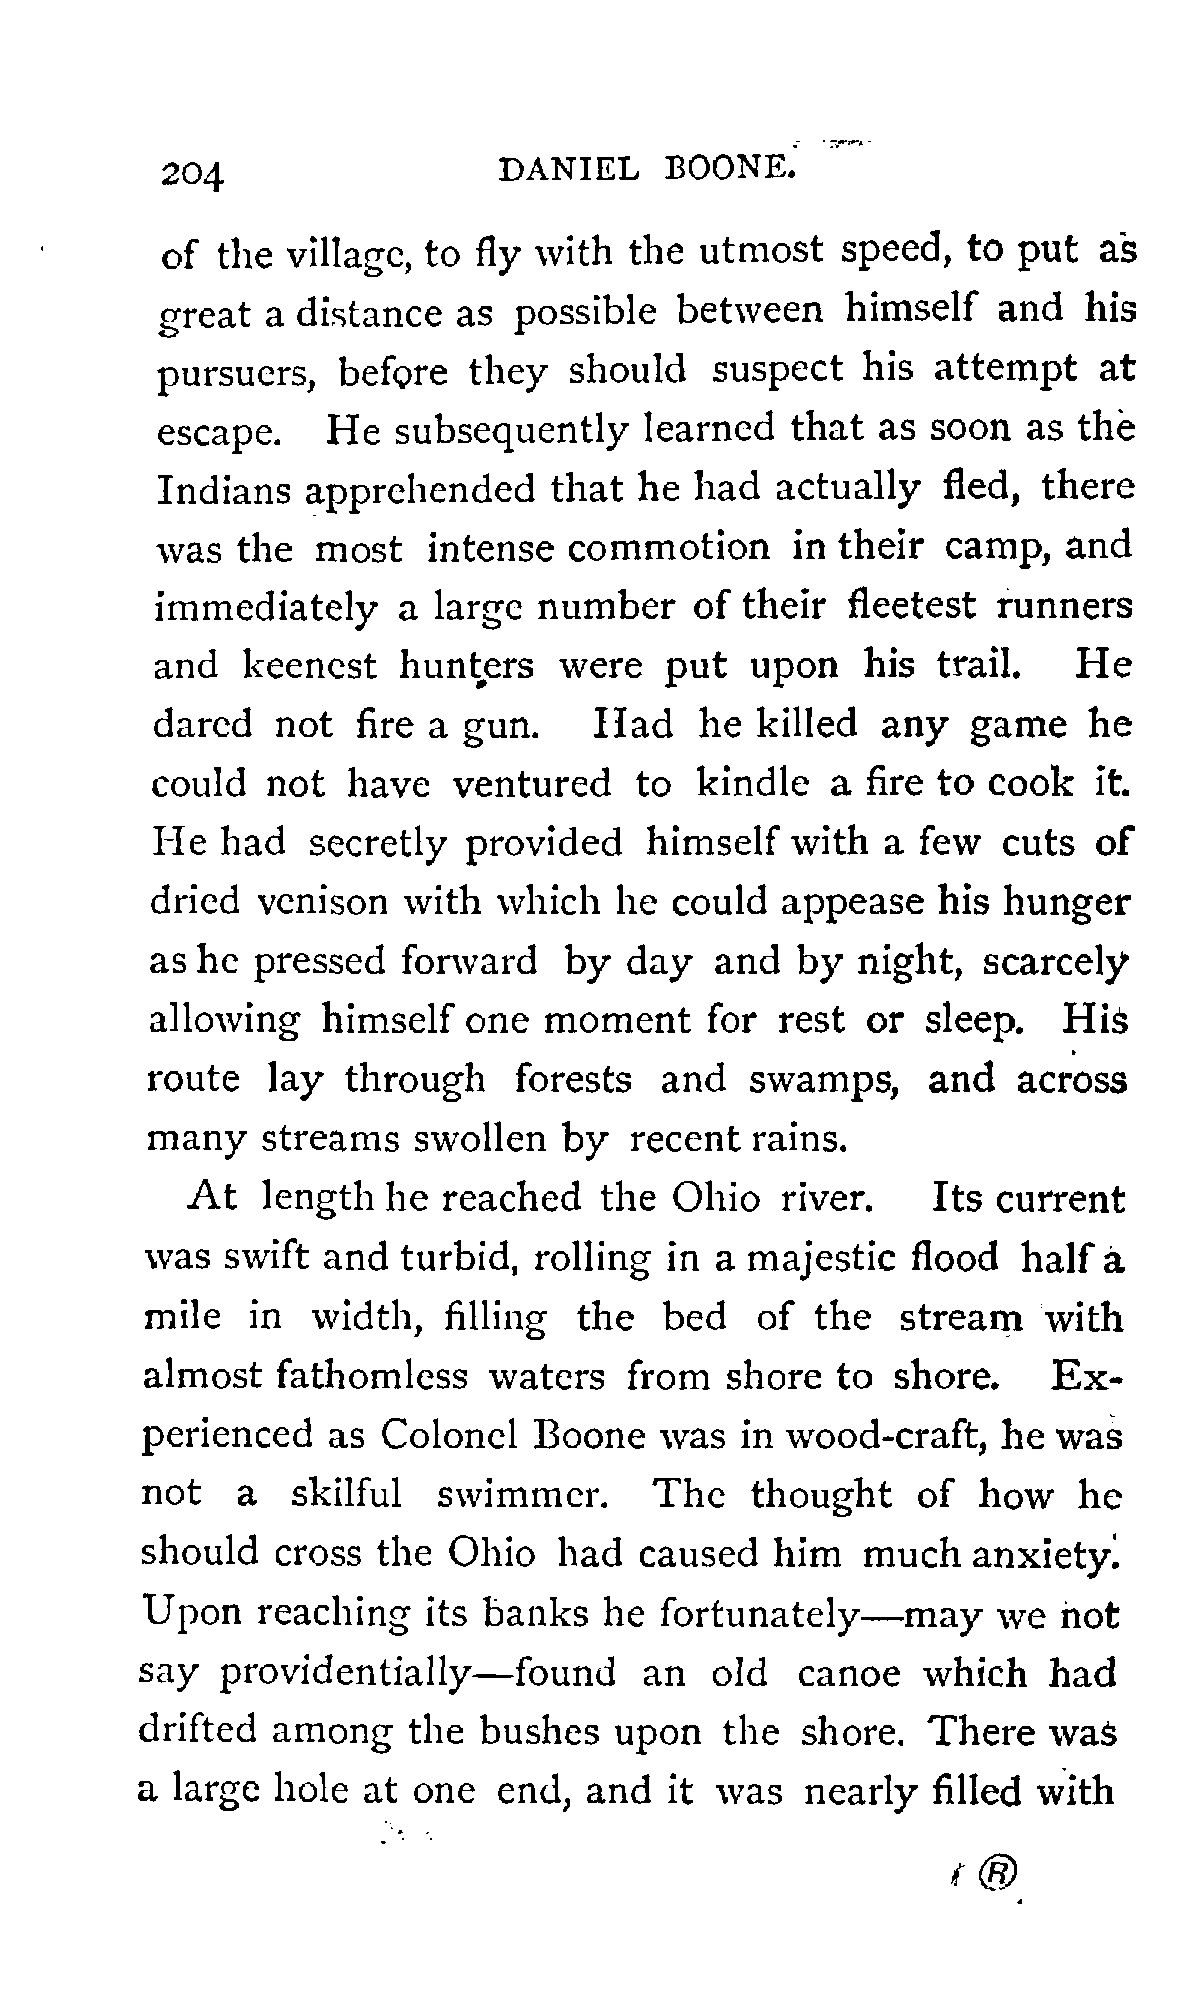 204 DANIEL BOONE.
of the village, to fly with the utmost speed, to put as
great a distance as possible between himself and his
pursuers, before they should suspect his attempt at
escape. He subsequently learned that as soon as the
Indians apprehended that he had actually fled, there
was the most intense commotion in their camp, and
immediately a large number of their fleetest runners
and keenest hunters were put upon his trail. He
dared not fire a gun. Had he killed any game he
could not have ventured to kindle a fire to cook it.
He had secretly provided himself with a few cuts of
dried venison with which he could appease his hunger
as he pressed forward by day and by night, scarcely
allowing himself one moment for rest or sleep. His
route lay through forests and swamps, and across
many streams swollen by recent rains.
At length he reached the Ohio river. Its current
was swift and turbid, rolling in a majestic flood half a
mile in width, filling the bed of the stream with
almost fathomless waters from shore to shore. Ex-
perienced as Colonel Boone was in wood-craft, he was
not a skilful swimmer. The thought of how he
should cross the Ohio had caused him much anxiety.
Upon reaching its banks he fortunately—may we not
say providentially—found an old canoe which had
drifted among the bushes upon the shore. There was
a large hole at one end, and it was nearly filled with
®